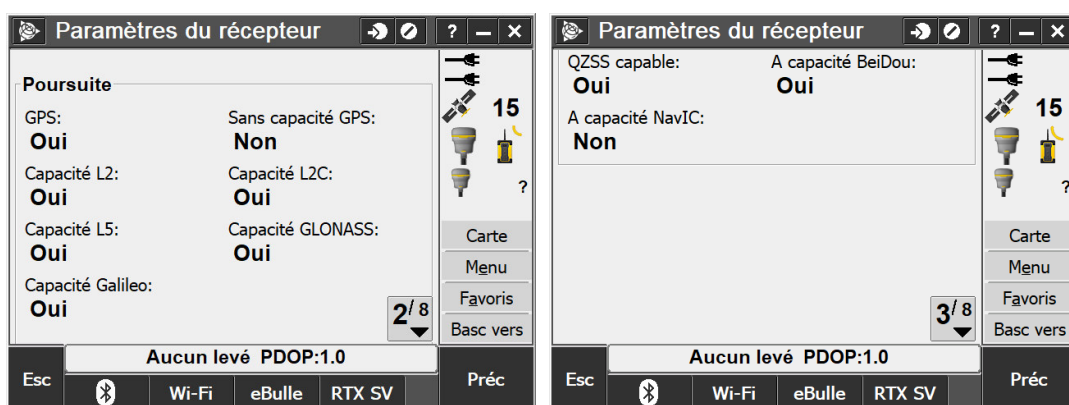 Paramètres du récepteur
? – ×
Poursuite
GPS: Sans capacité GPS:
Oui Non
Capacité L2: Capacité L2C:
Oui Oui
Capacité L5: Capacité GLONASS:
Oui Oui
Capacité Galileo:
Oui
2/ 8
15
?
Carte
Menu
Favoris
Basc vers
Aucun levé PDOP:1.0
Esc Wi-Fi eBulle RTX SV Préc
Paramètres du récepteur
? – ×
QZSS capable: A capacité BeiDou:
Oui Oui
A capacité NavIC:
Non
3/ 8
15
?
Carte
Menu
Favoris
Basc vers
Aucun levé PDOP:1.0
Esc Wi-Fi eBulle RTX SV Préc